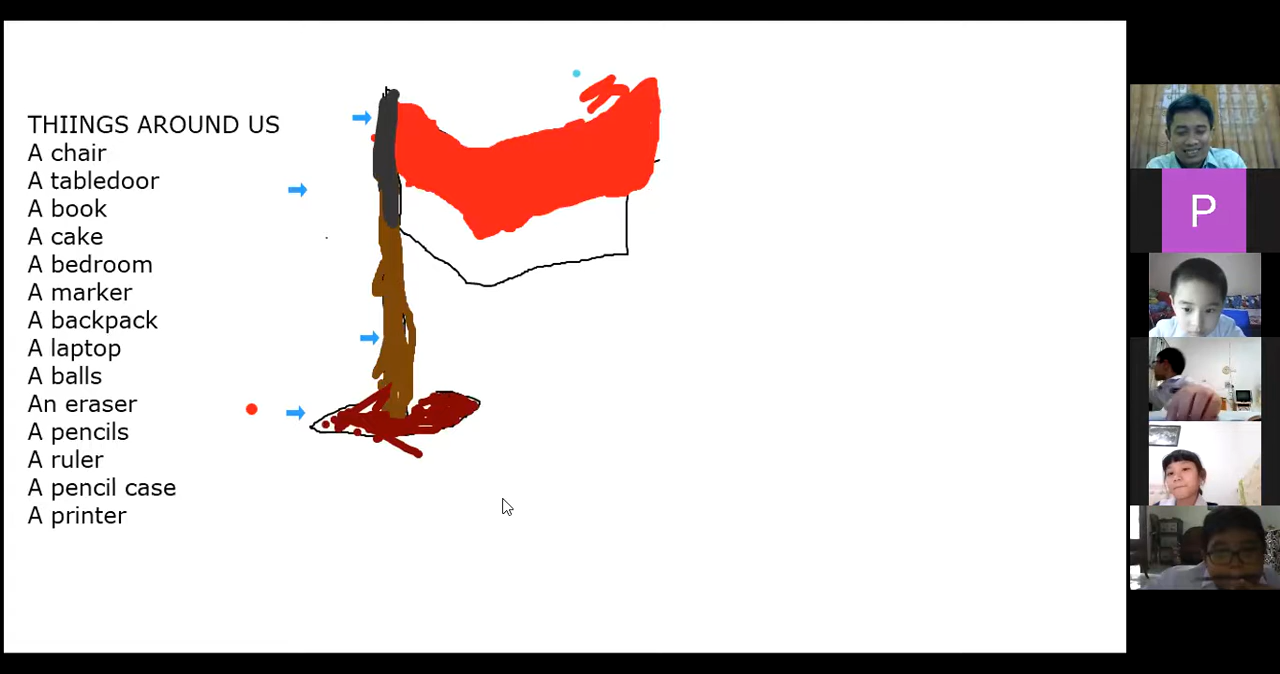 THIINGS AROUND US
A chair
A tabledoor
A book
A cake
A bedroom
A marker
A backpack
A laptop
A balls
An eraser
A pencils
A ruler
A pencil case
A printer
P